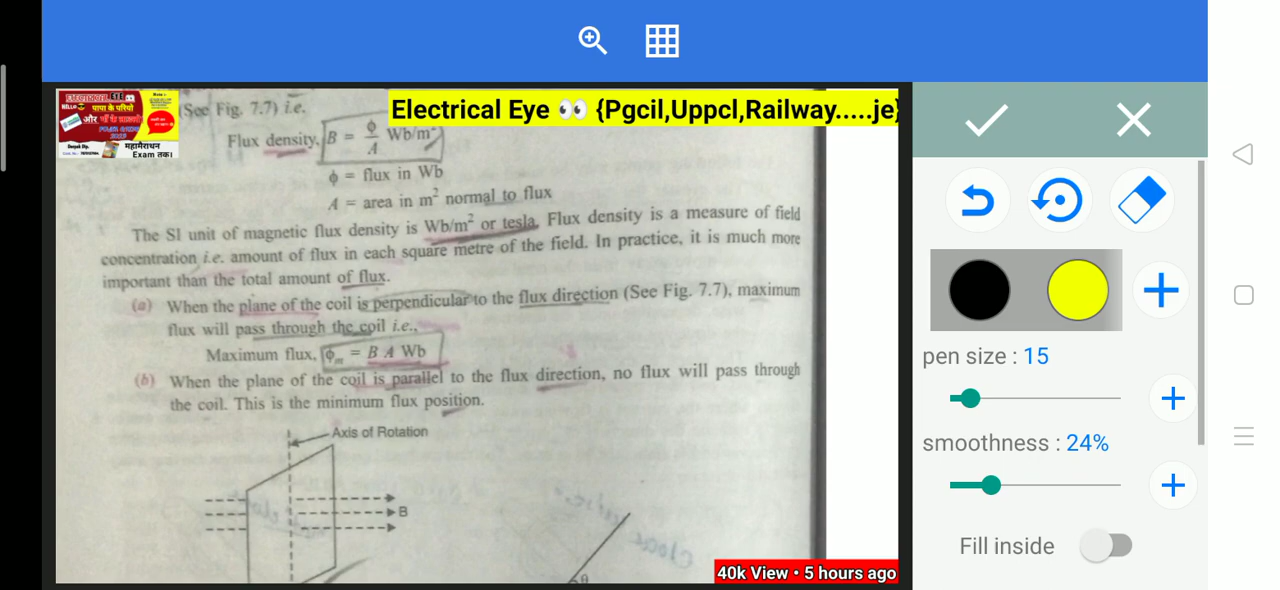 Electrical Eye 👀 {Pgcil,Uppcl,Railway.....je}
ELECTRICAL EYE
HELLO
पापा के परियो
और माँ के लाडलो
महामैराथन
Exam तक।
(See Fig. 7.7) i.e.
Flux density, B = ϕ/A Wb/m²
ϕ = flux in Wb
A = area in m² normal to flux
The SI unit of magnetic flux density is Wb/m² or tesla. Flux density is a measure of field
concentration i.e. amount of flux in each square metre of the field. In practice, it is much more
important than the total amount of flux.
(a) When the plane of the coil is perpendicular to the flux direction (See Fig. 7.7), maximum
flux will pass through the coil i.e.,
Maximum flux, ϕm = B A Wb
(b) When the plane of the coil is parallel to the flux direction, no flux will pass through
the coil. This is the minimum flux position.
Axis of Rotation
B
θ
40k View • 5 hours ago
pen size : 15
smoothness : 24%
Fill inside